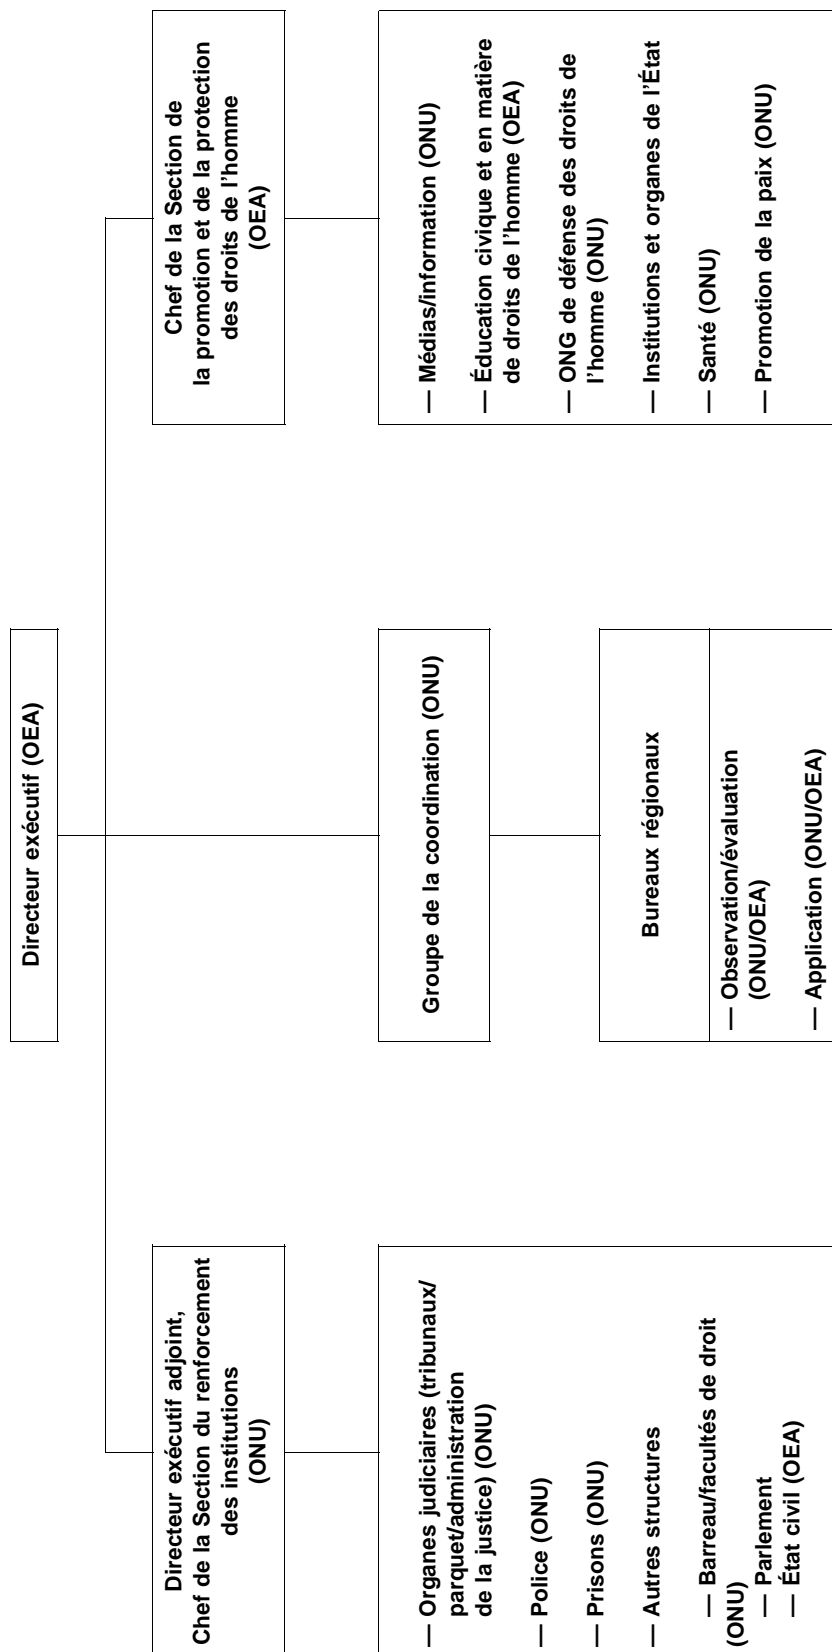 Directeur exécutif (OEA)
Directeur exécutif adjoint,
Chef de la Section du renforcement
des institutions
(ONU)
— Organes judiciaires (tribunaux/
parquet/administration
de la justice) (ONU)
— Police (ONU)
— Prisons (ONU)
— Autres structures
— Barreau/facultés de droit
(ONU)
— Parlement
— État civil (OEA)
Groupe de la coordination (ONU)
Bureaux régionaux
— Observation/évaluation
(ONU/OEA)
— Application (ONU/OEA)
Chef de la Section de
la promotion et de la protection
des droits de l'homme
(OEA)
— Médias/information (ONU)
— Éducation civique et en matière
de droits de l'homme (OEA)
— ONG de défense des droits de
l'homme (ONU)
— Institutions et organes de l'État
— Santé (ONU)
— Promotion de la paix (ONU)